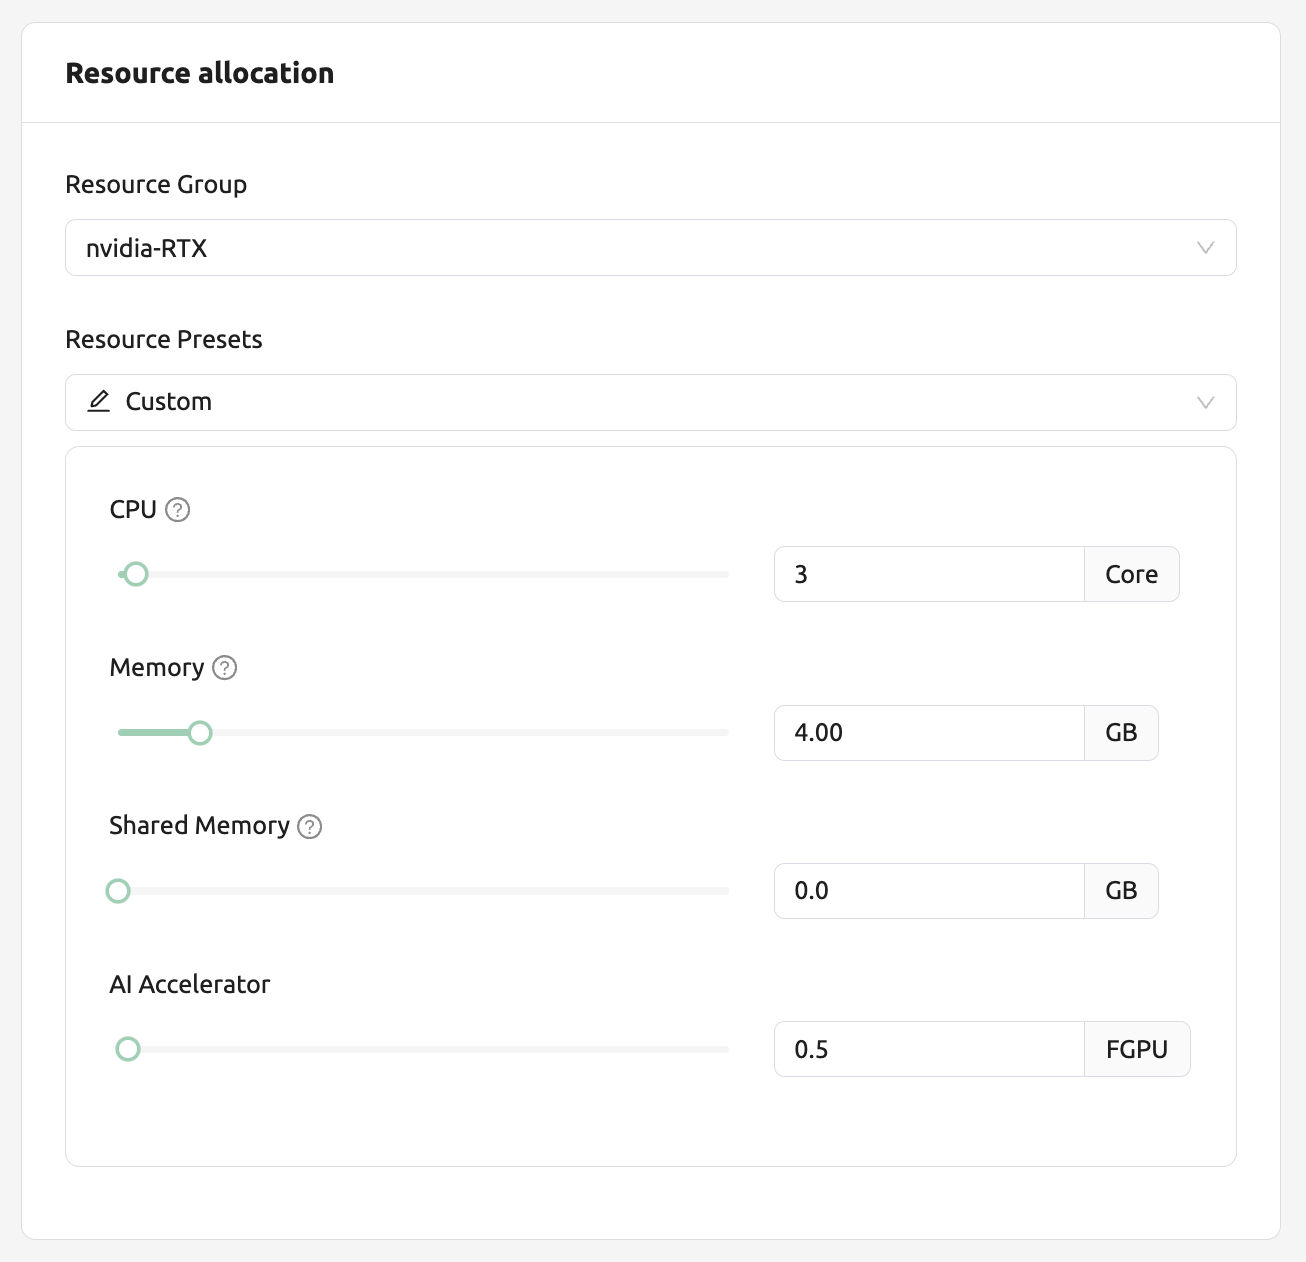 Resource allocation
Resource Group
nvidia-RTX
Resource Presets
Custom
CPU ?
3 Core
Memory ?
4.00 GB
Shared Memory ?
0.0 GB
AI Accelerator
0.5 FGPU